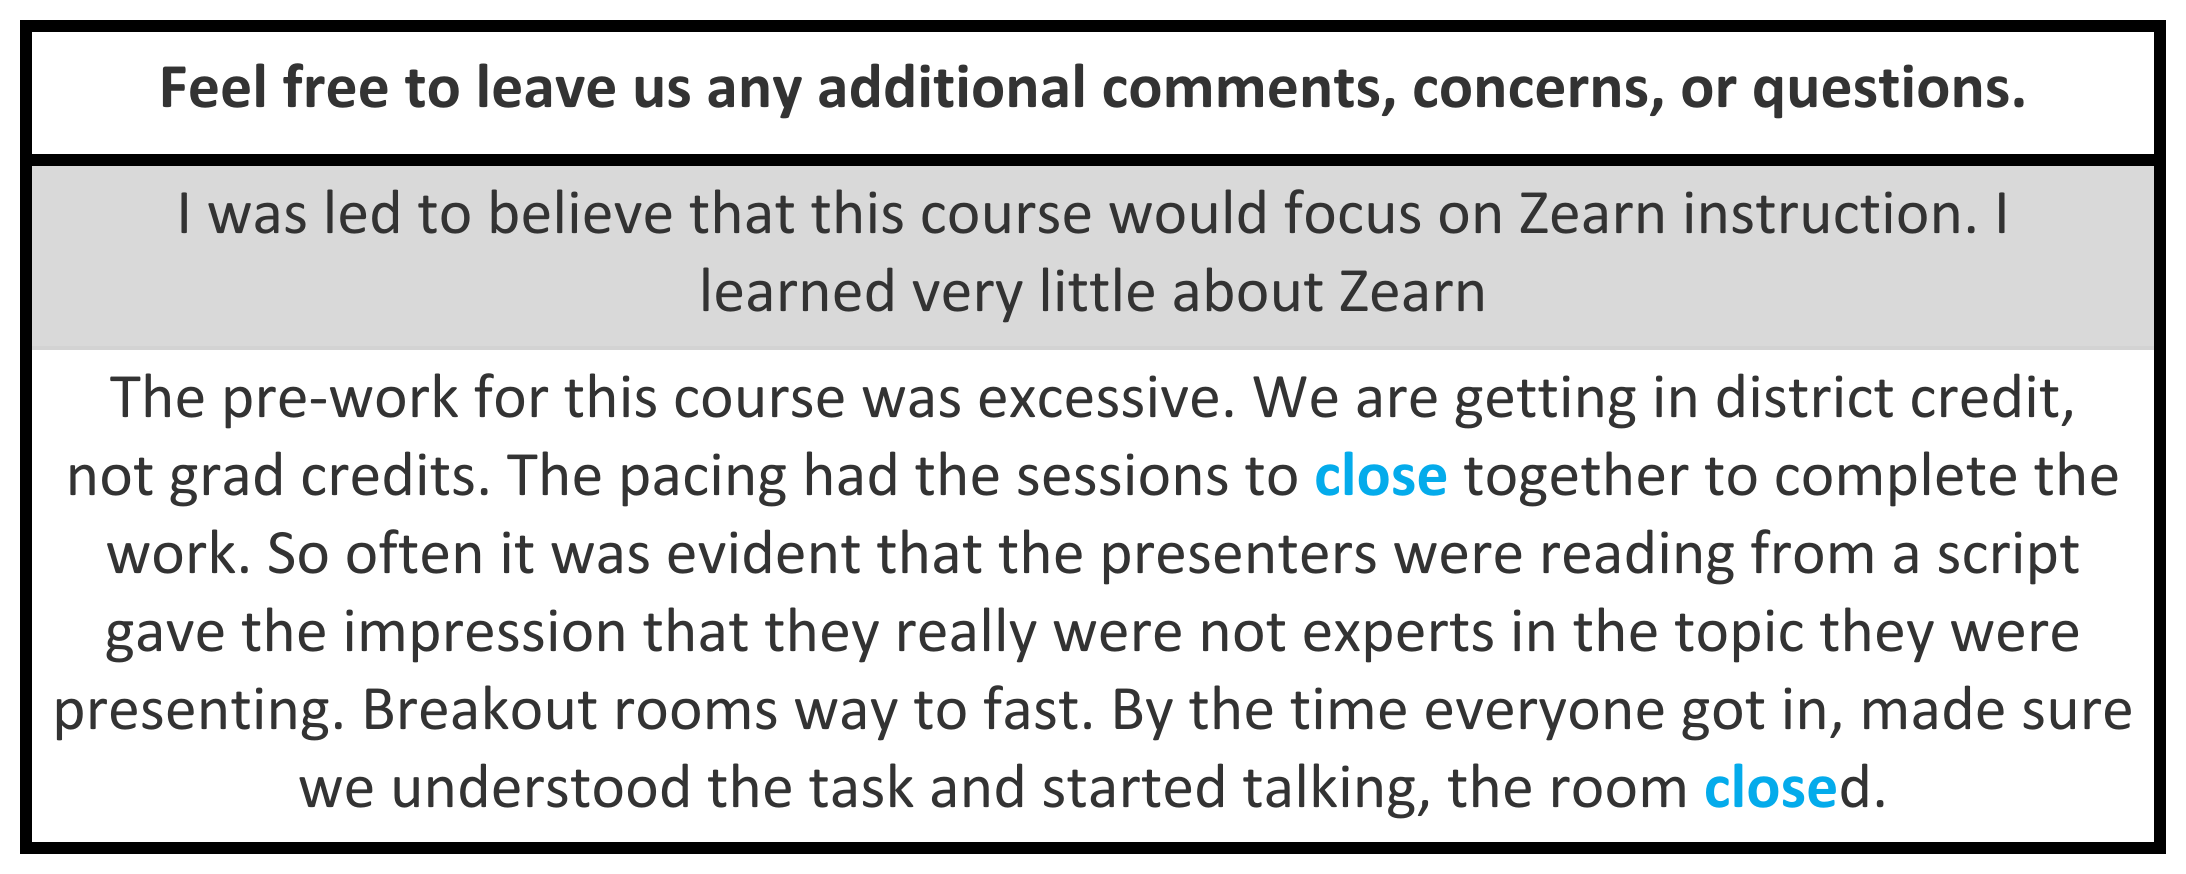 Feel free to leave us any additional comments, concerns, or questions.
I was led to believe that this course would focus on Zearn instruction. I
learned very little about Zearn
The pre-work for this course was excessive. We are getting in district credit,
not grad credits. The pacing had the sessions to close together to complete the
work. So often it was evident that the presenters were reading from a script
gave the impression that they really were not experts in the topic they were
presenting. Breakout rooms way to fast. By the time everyone got in, made sure
we understood the task and started talking, the room closed.